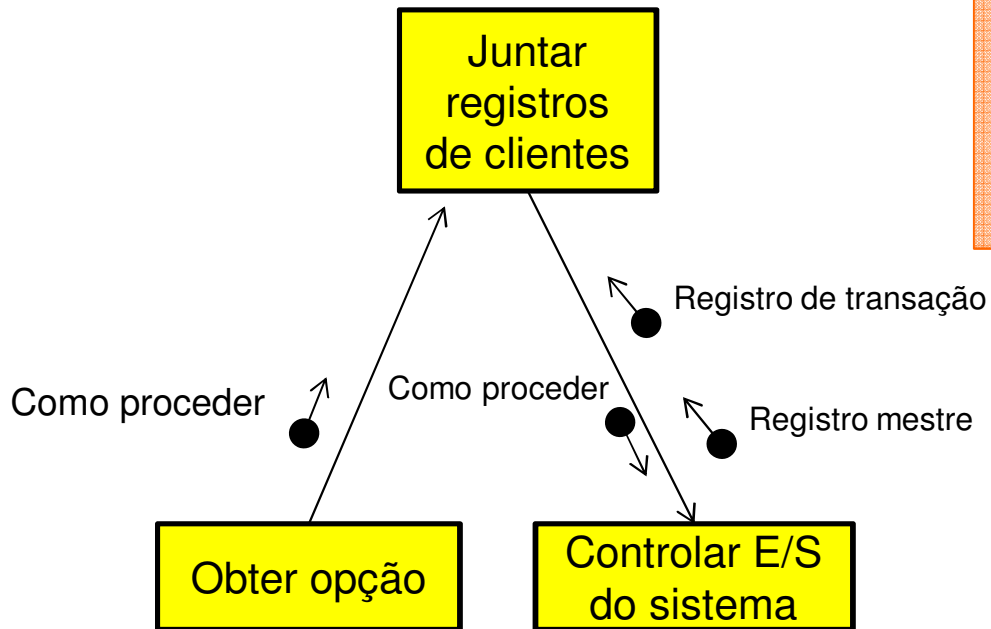 Juntar
registros
de clientes
Registro de transação
Como proceder
Como proceder
Registro mestre
Obter opção
Controlar E/S
do sistema